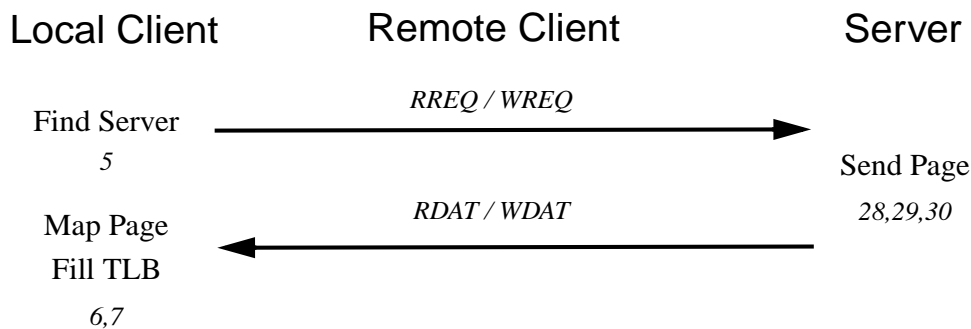 Local Client Remote Client Server
RREQ / WREQ
Find Server
5
Send Page
28,29,30
RDAT / WDAT
Map Page
Fill TLB
6,7